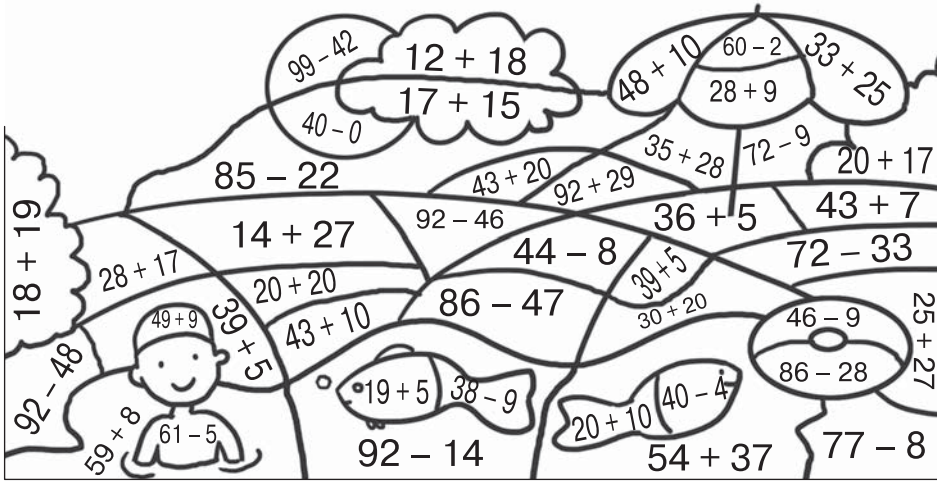 99 – 42
12 + 18
17 + 15
40 – 0
48 + 10
60 – 2
33 + 25
28 + 9
85 – 22
43 + 20
92 + 29
35 + 28
72 – 9
20 + 17
18 + 19
14 + 27
92 – 46
36 + 5
43 + 7
44 – 8
72 – 33
28 + 17
20 + 20
39 + 5
86 – 47
30 + 20
43 + 10
39 + 5
49 + 9
46 – 9
86 – 28
25 + 27
92 – 48
59 + 8
61 – 5
19 + 5
38 – 9
20 + 10
40 – 4
92 – 14
54 + 37
77 – 8